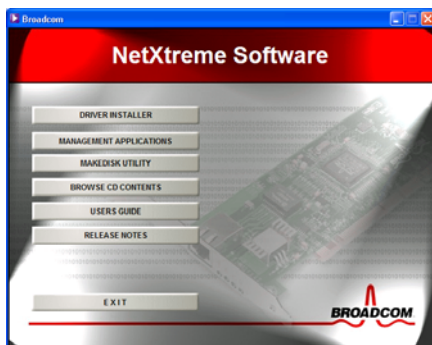 Broadcom
NetXtreme Software
DRIVER INSTALLER
MANAGEMENT APPLICATIONS
MAKEDISK UTILITY
BROWSE CD CONTENTS
USERS GUIDE
RELEASE NOTES
EXIT
BROADCOM